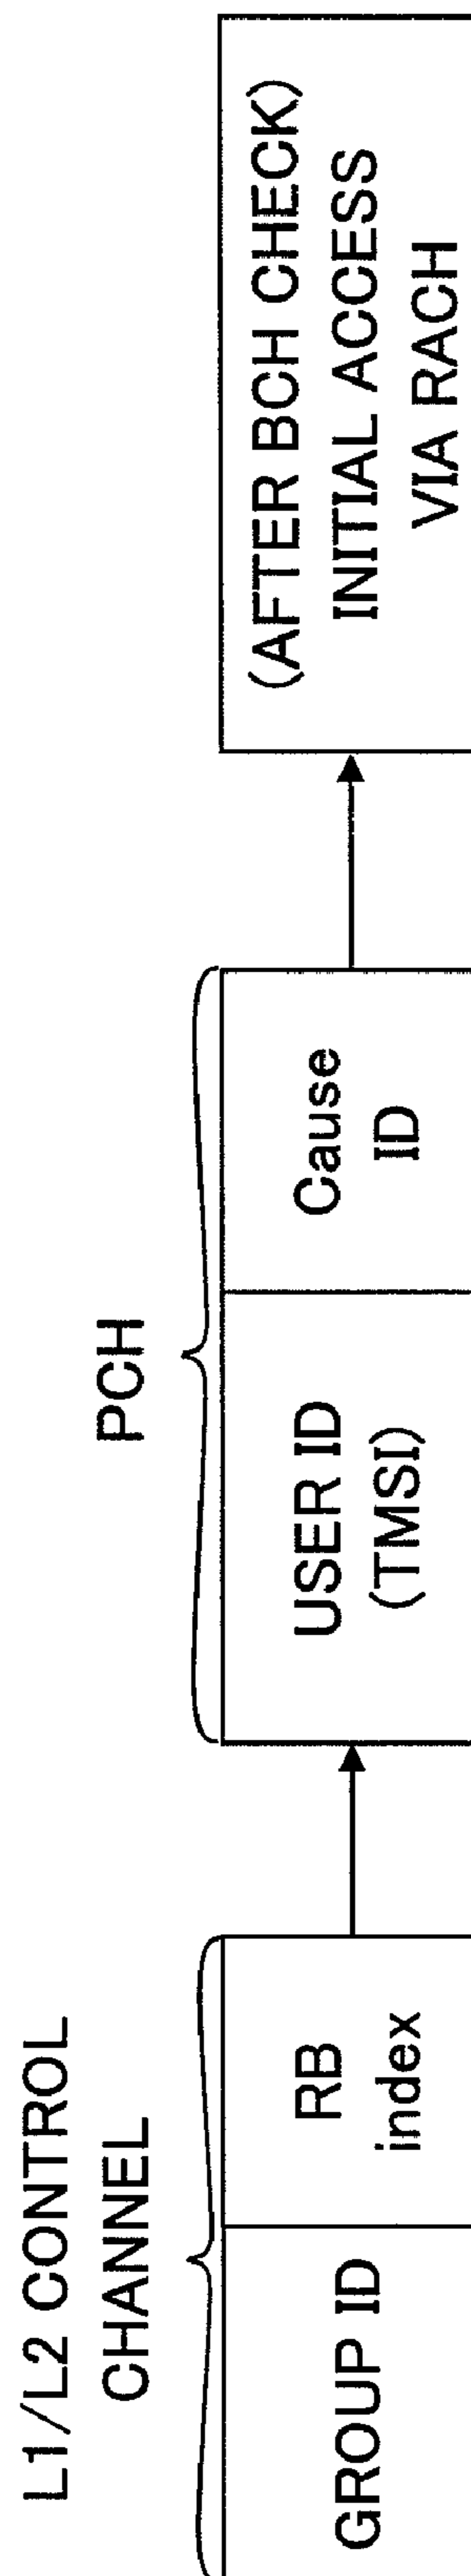 L1/L2 CONTROL
CHANNEL
GROUP ID
RB
index
PCH
USER ID
(TMSI)
Cause
ID
(AFTER BCH CHECK)
INITIAL ACCESS
VIA RACH